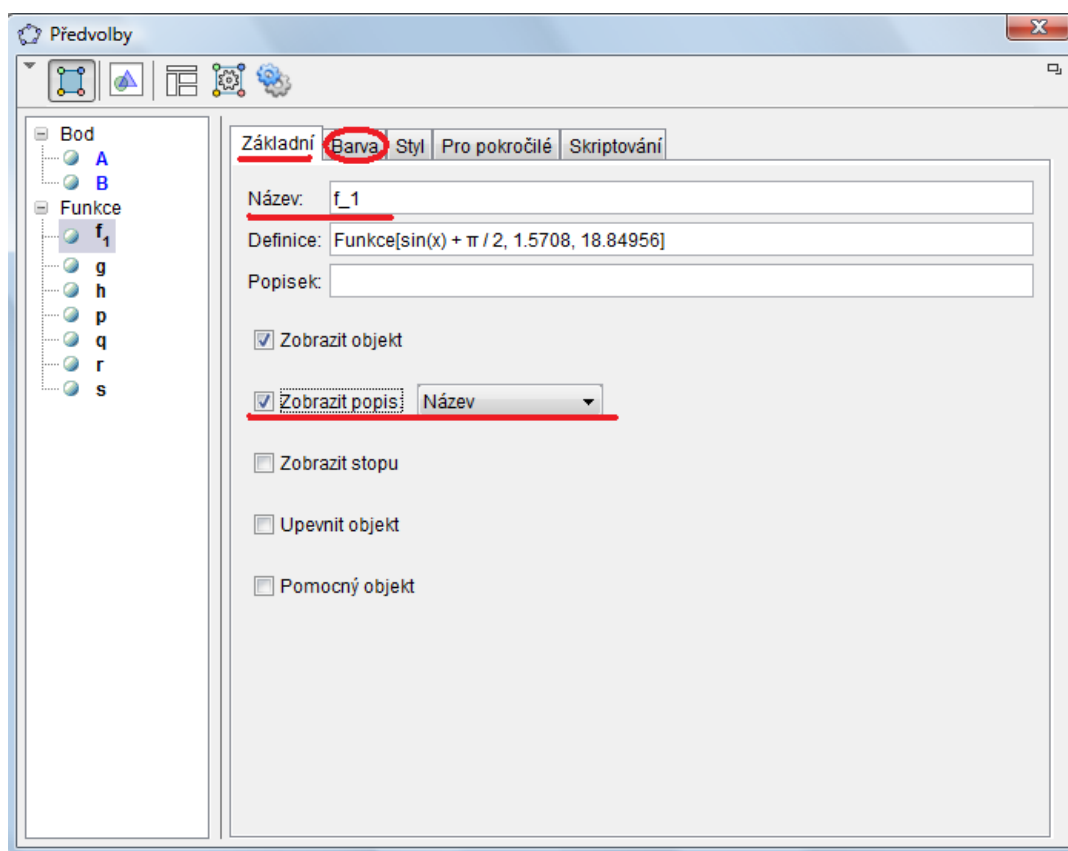 Předvolby
Bod
A
B
Funkce
f1
g
h
p
q
r
s
Základní Barva Styl Pro pokročilé Skriptování
Název: f_1
Definice: Funkce[sin(x) + π / 2, 1.5708, 18.84956]
Popisek:
Zobrazit objekt
Zobrazit popis: Název
Zobrazit stopu
Upevnit objekt
Pomocný objekt